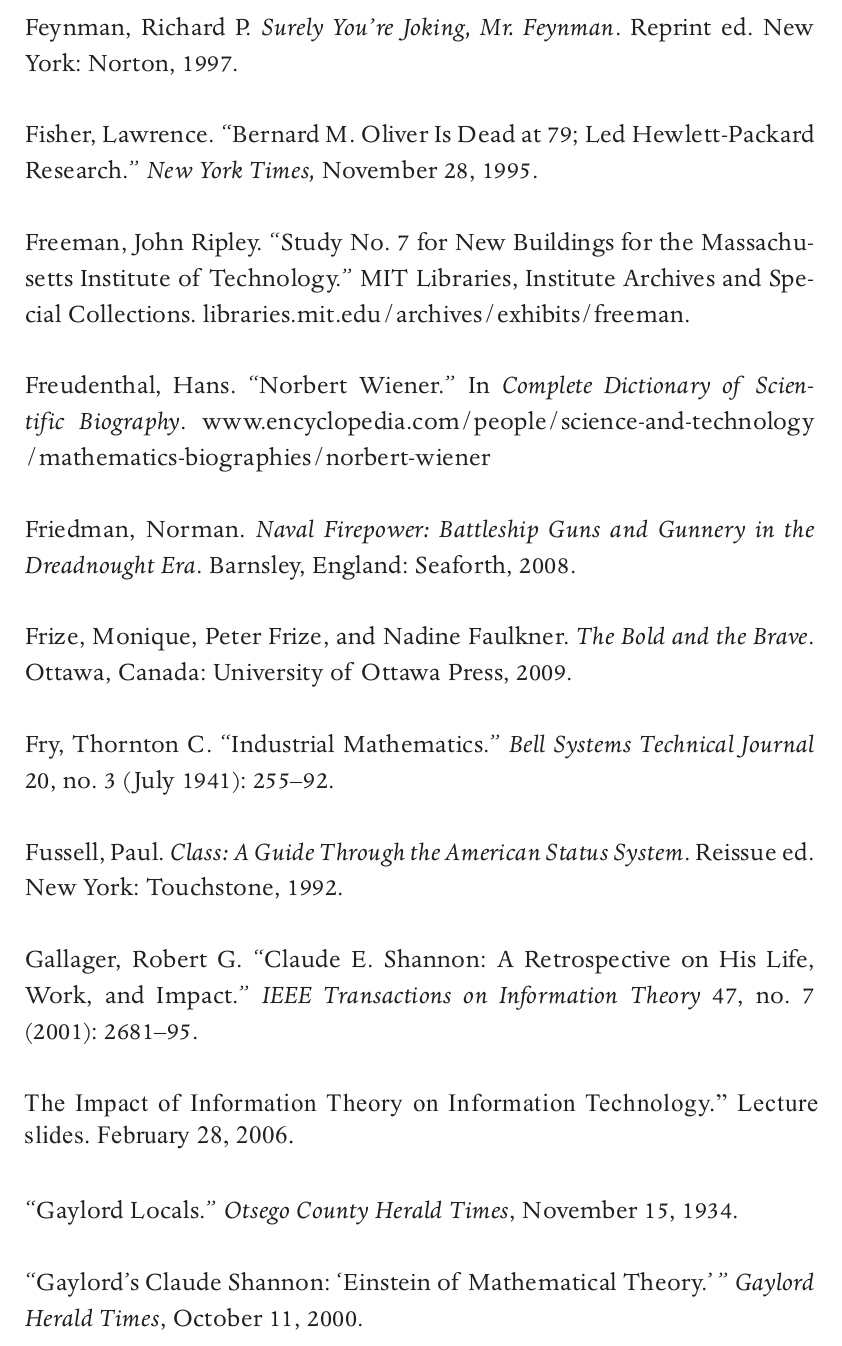 Feynman, Richard P. Surely You’re Joking, Mr. Feynman. Reprint ed. New
York: Norton, 1997.
Fisher, Lawrence. “Bernard M. Oliver Is Dead at 79; Led Hewlett-Packard
Research.” New York Times, November 28, 1995.
Freeman, John Ripley. “Study No. 7 for New Buildings for the Massachu-
setts Institute of Technology.” MIT Libraries, Institute Archives and Spe-
cial Collections. libraries.mit.edu/archives/exhibits/freeman.
Freudenthal, Hans. “Norbert Wiener.” In Complete Dictionary of Scien-
tific Biography. www.encyclopedia.com/people/science-and-technology
/mathematics-biographies/norbert-wiener
Friedman, Norman. Naval Firepower: Battleship Guns and Gunnery in the
Dreadnought Era. Barnsley, England: Seaforth, 2008.
Frize, Monique, Peter Frize, and Nadine Faulkner. The Bold and the Brave.
Ottawa, Canada: University of Ottawa Press, 2009.
Fry, Thornton C. “Industrial Mathematics.” Bell Systems Technical Journal
20, no. 3 (July 1941): 255–92.
Fussell, Paul. Class: A Guide Through the American Status System. Reissue ed.
New York: Touchstone, 1992.
Gallager, Robert G. “Claude E. Shannon: A Retrospective on His Life,
Work, and Impact.” IEEE Transactions on Information Theory 47, no. 7
(2001): 2681–95.
The Impact of Information Theory on Information Technology.” Lecture
slides. February 28, 2006.
“Gaylord Locals.” Otsego County Herald Times, November 15, 1934.
“Gaylord’s Claude Shannon: ‘Einstein of Mathematical Theory.’ ” Gaylord
Herald Times, October 11, 2000.